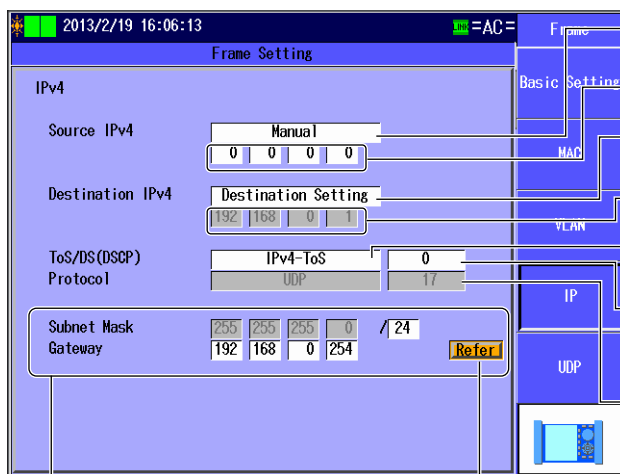 2013/2/19 16:06:13
LINK =AC=
Frame
Frame Setting
Basic Setting
IPv4
Source IPv4 Manual
0 0 0 0
MAC
Destination IPv4 Destination Setting
192 168 0 1
VLAN
ToS/DS(DSCP) IPv4-ToS 0
Protocol UDP 17
IP
Subnet Mask 255 255 255 0 / 24
Gateway 192 168 0 254 Refer
UDP